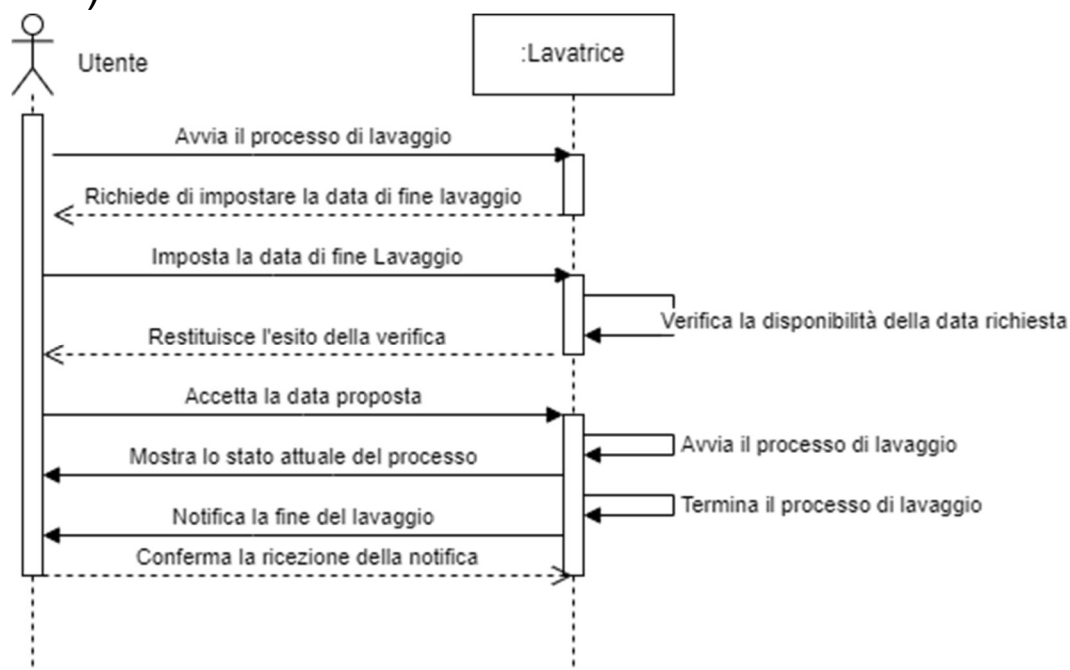 )
Utente
:Lavatrice
Avvia il processo di lavaggio
Richiede di impostare la data di fine lavaggio
Imposta la data di fine Lavaggio
Verifica la disponibilità della data richiesta
Restituisce l'esito della verifica
Accetta la data proposta
Avvia il processo di lavaggio
Mostra lo stato attuale del processo
Termina il processo di lavaggio
Notifica la fine del lavaggio
Conferma la ricezione della notifica